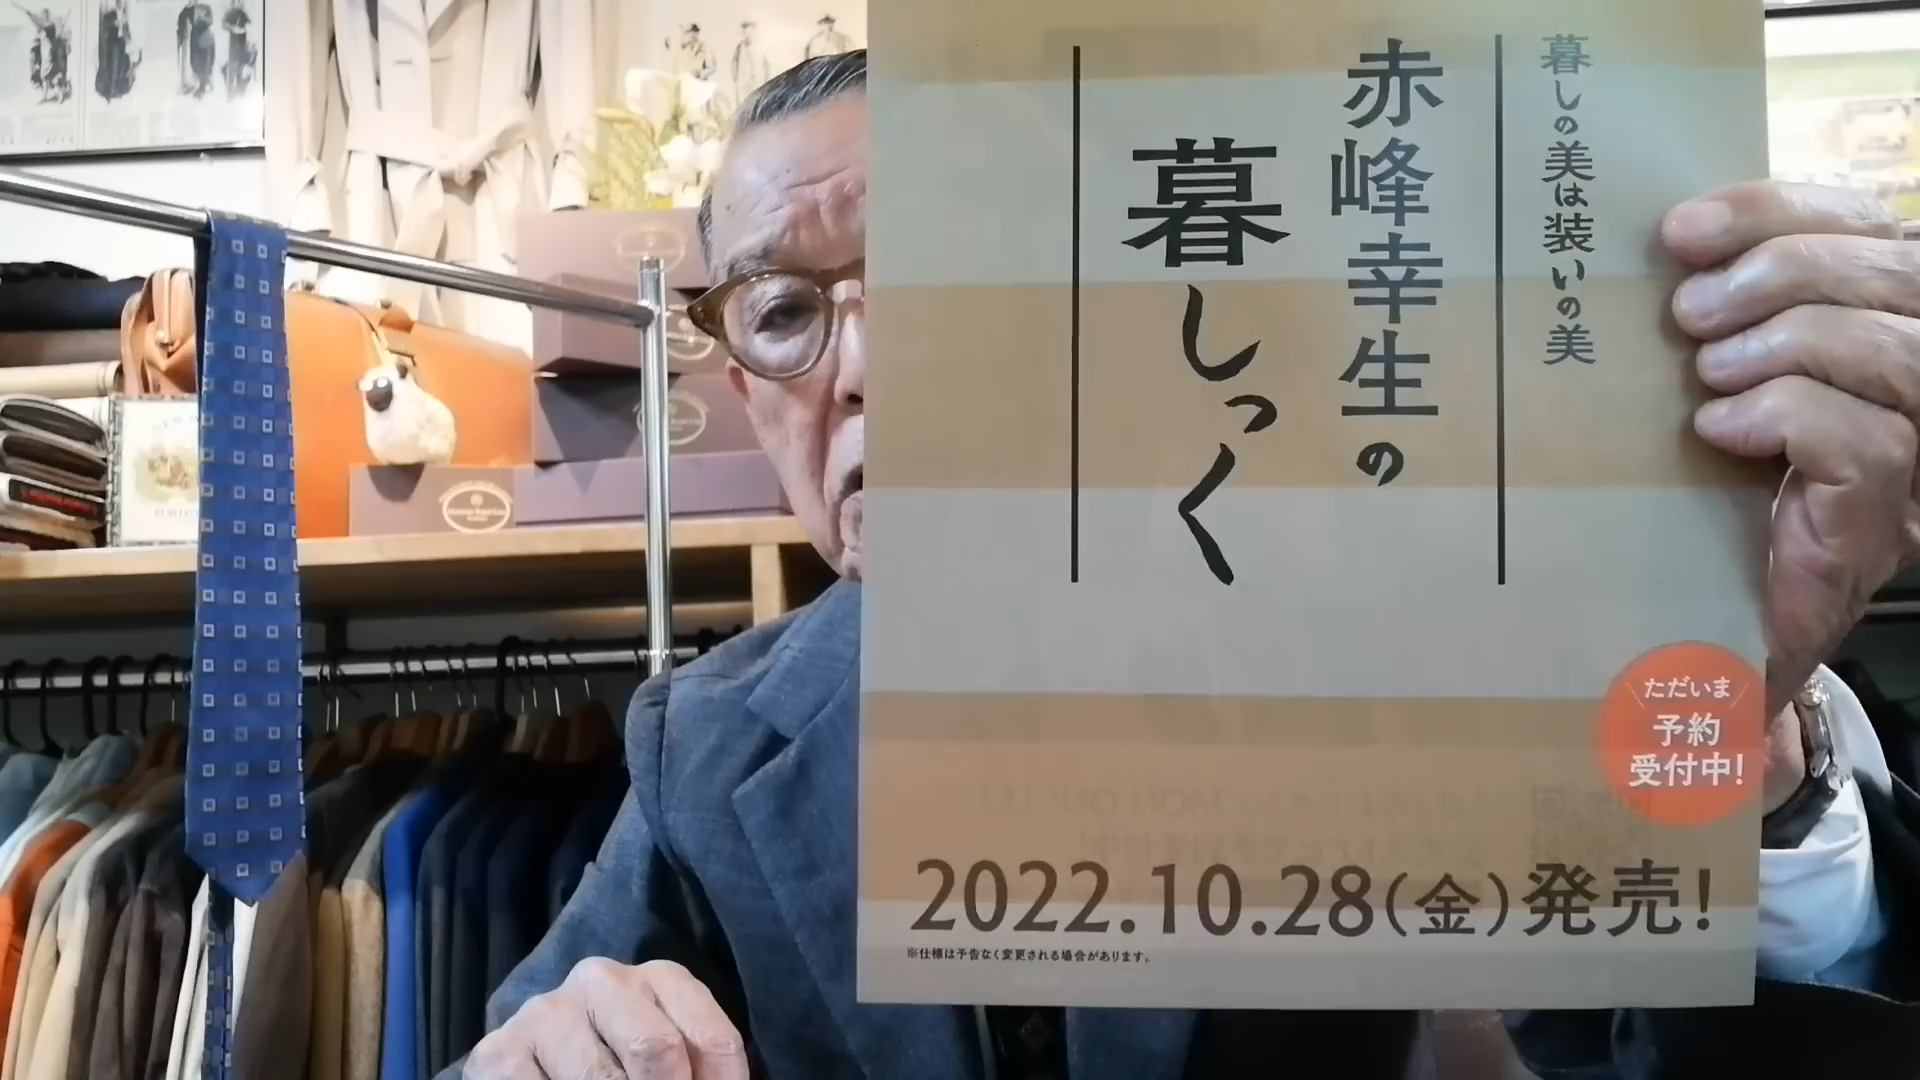 暮しの美は装いの美
赤峰幸生の
暮しっく
ただいま
予約
受付中!
2022.10.28(金)発売!
※仕様は予告なく変更される場合があります。